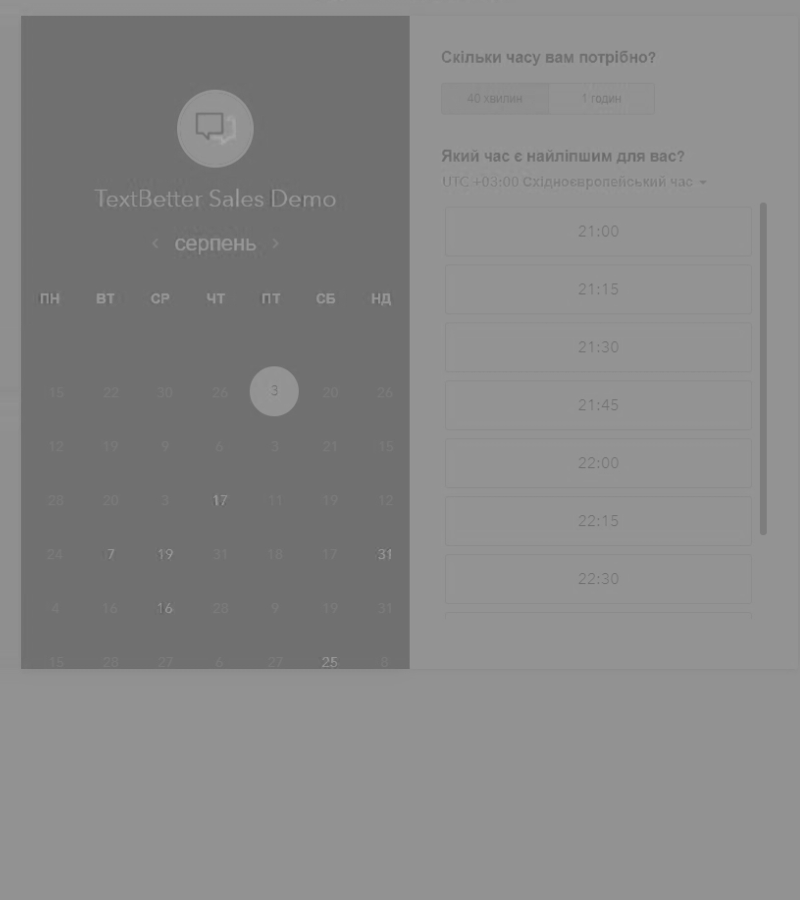 TextBetter Sales Demo
‹ серпень ›
ПН ВТ СР ЧТ ПТ СБ НД
15 22 30 26 3 20 26
12 19 9 6 3 21 15
28 20 3 17 11 19 12
24 7 19 31 18 17 31
4 16 16 28 9 19 31
15 28 27 6 27 25 8
Скільки часу вам потрібно?
40 хвилин 1 годин
Який час є найліпшим для вас?
UTC +03:00 Східноєвропейський час
21:00
21:15
21:30
21:45
22:00
22:15
22:30